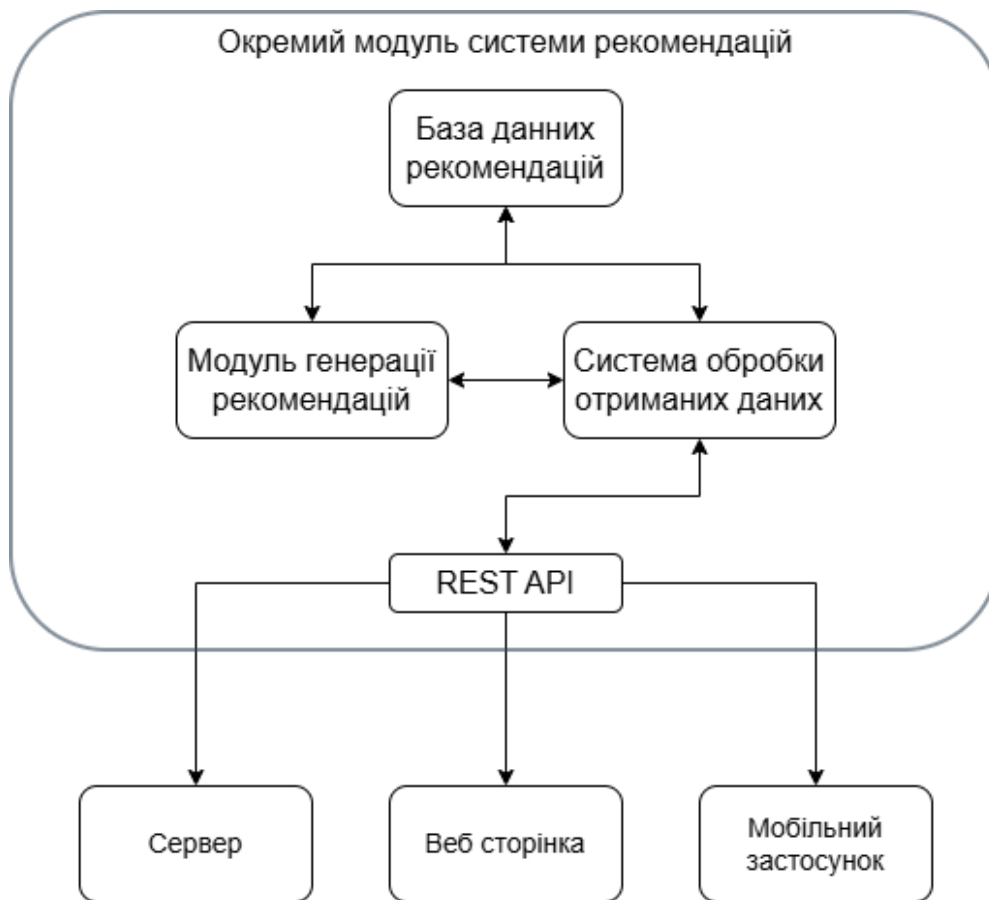 Окремий модуль системи рекомендацій
База данних
рекомендацій
Модуль генерації
рекомендацій
Система обробки
отриманих даних
REST API
Сервер
Веб сторінка
Мобільний
застосунок